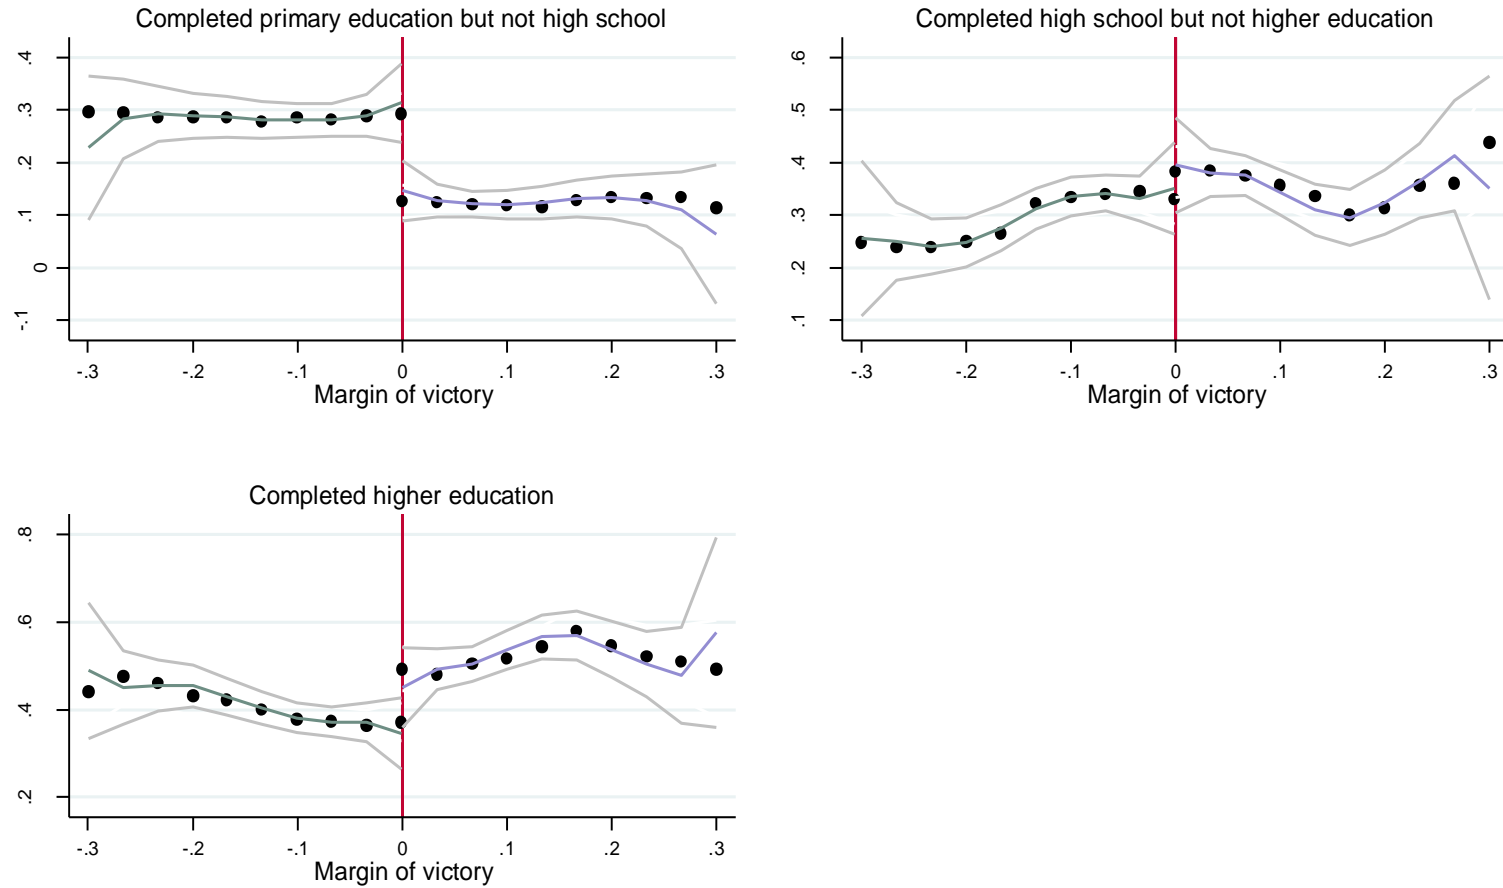 Completed primary education but not high school
.4
.3
.2
.1
0
-.1
-.3 -.2 -.1 0 .1 .2 .3
Margin of victory
Completed high school but not higher education
.6
.5
.4
.3
.2
.1
-.3 -.2 -.1 0 .1 .2 .3
Margin of victory
Completed higher education
.8
.6
.4
.2
-.3 -.2 -.1 0 .1 .2 .3
Margin of victory